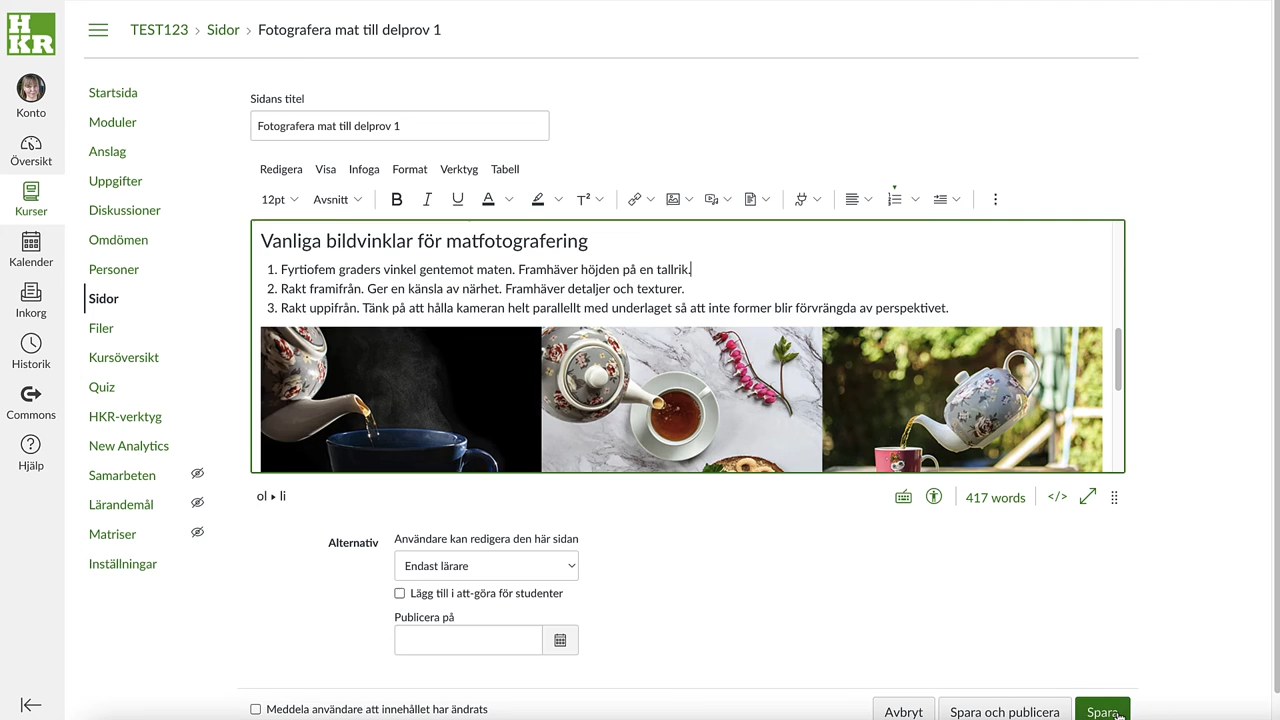 HKR
TEST123 > Sidor > Fotografera mat till delprov 1
Konto
Översikt
Kurser
Kalender
Inkorg
Historik
Commons
Hjälp
Startsida
Moduler
Anslag
Uppgifter
Diskussioner
Omdömen
Personer
Sidor
Filer
Kursöversikt
Quiz
HKR-verktyg
New Analytics
Samarbeten
Lärandemål
Matriser
Inställningar
Sidans titel
Fotografera mat till delprov 1
Redigera Visa Infoga Format Verktyg Tabell
12pt Avsnitt B I U A T²
Vanliga bildvinklar för matfotografering
1. Fyrtiofem graders vinkel gentemot maten. Framhäver höjden på en tallrik.
2. Rakt framifrån. Ger en känsla av närhet. Framhäver detaljer och texturer.
3. Rakt uppifrån. Tänk på att hålla kameran helt parallellt med underlaget så att inte former blir förvrängda av perspektivet.
ol ▸ li
417 words </>
Alternativ
Användare kan redigera den här sidan
Endast lärare
Lägg till i att-göra för studenter
Publicera på
Meddela användare att innehållet har ändrats
Avbryt Spara och publicera Spara